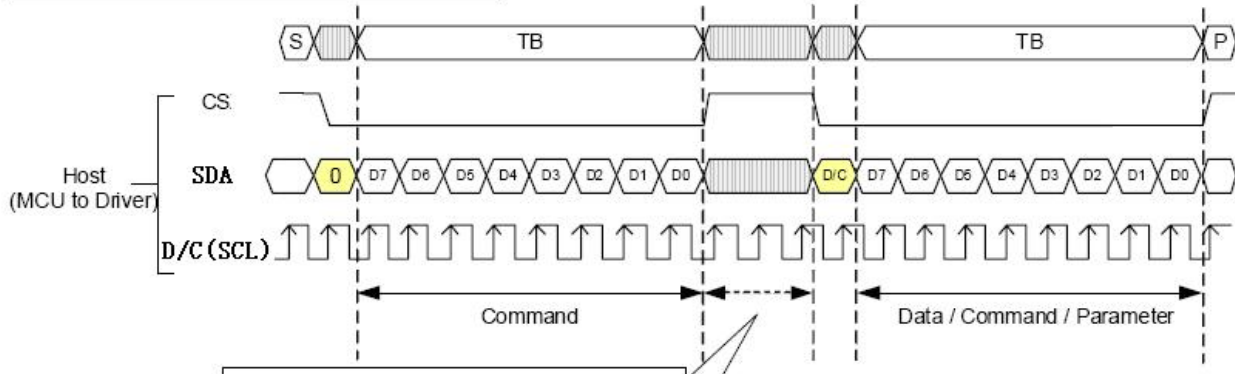 S TB TB P
CS
SDA 0 D7 D6 D5 D4 D3 D2 D1 D0 D/C D7 D6 D5 D4 D3 D2 D1 D0
Host
(MCU to Driver)
D/C(SCL)
Command Data / Command / Parameter